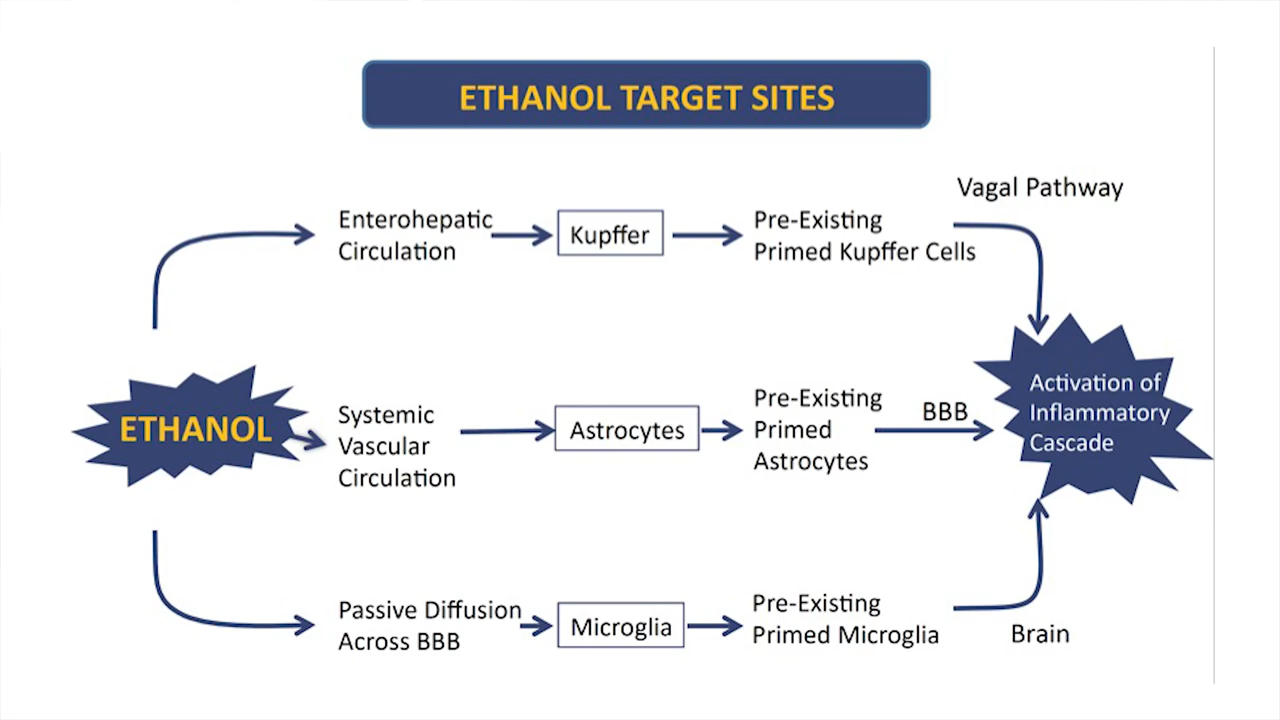 ETHANOL TARGET SITES
Vagal Pathway
Enterohepatic
Circulation
Kupffer
Pre-Existing
Primed Kupffer Cells
ETHANOL
Systemic
Vascular
Circulation
Astrocytes
Pre-Existing
Primed
Astrocytes
BBB
Activation of
Inflammatory
Cascade
Passive Diffusion
Across BBB
Microglia
Pre-Existing
Primed Microglia
Brain